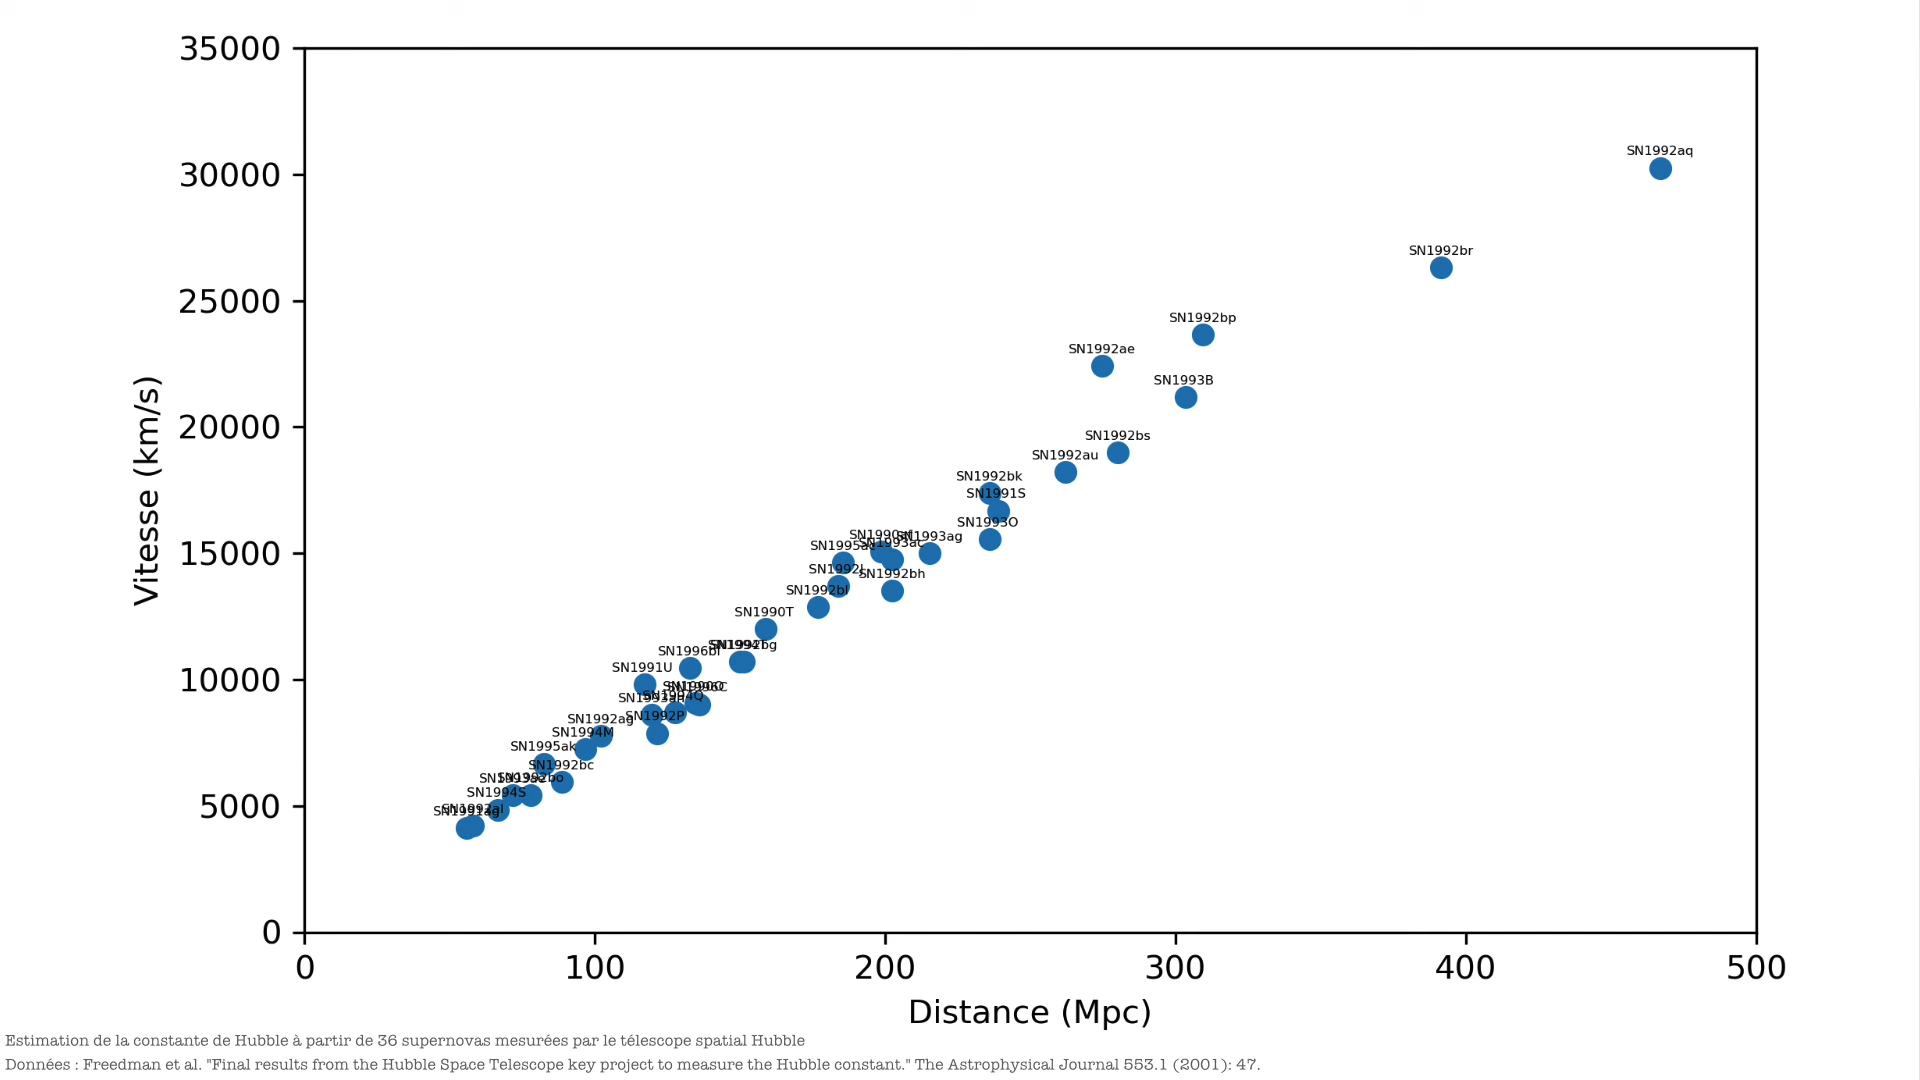 35000
30000
25000
20000
15000
10000
5000
0
Vitesse (km/s)
SN1992aq
SN1992br
SN1992bp
SN1992ae
SN1993B
SN1992bs
SN1992au
SN1992bk
SN1991S
SN1993O
SN1993ag
SN1993ac
SN1992bh
SN1992bl
SN1990T
SN1996bl
SN1991U
SN1992P
SN1992ag
SN1994M
SN1995ak
SN1992bc
SN1994S
0
100
200
300
400
500
Distance (Mpc)
Estimation de la constante de Hubble à partir de 36 supernovas mesurées par le télescope spatial Hubble
Données : Freedman et al. "Final results from the Hubble Space Telescope key project to measure the Hubble constant." The Astrophysical Journal 553.1 (2001): 47.